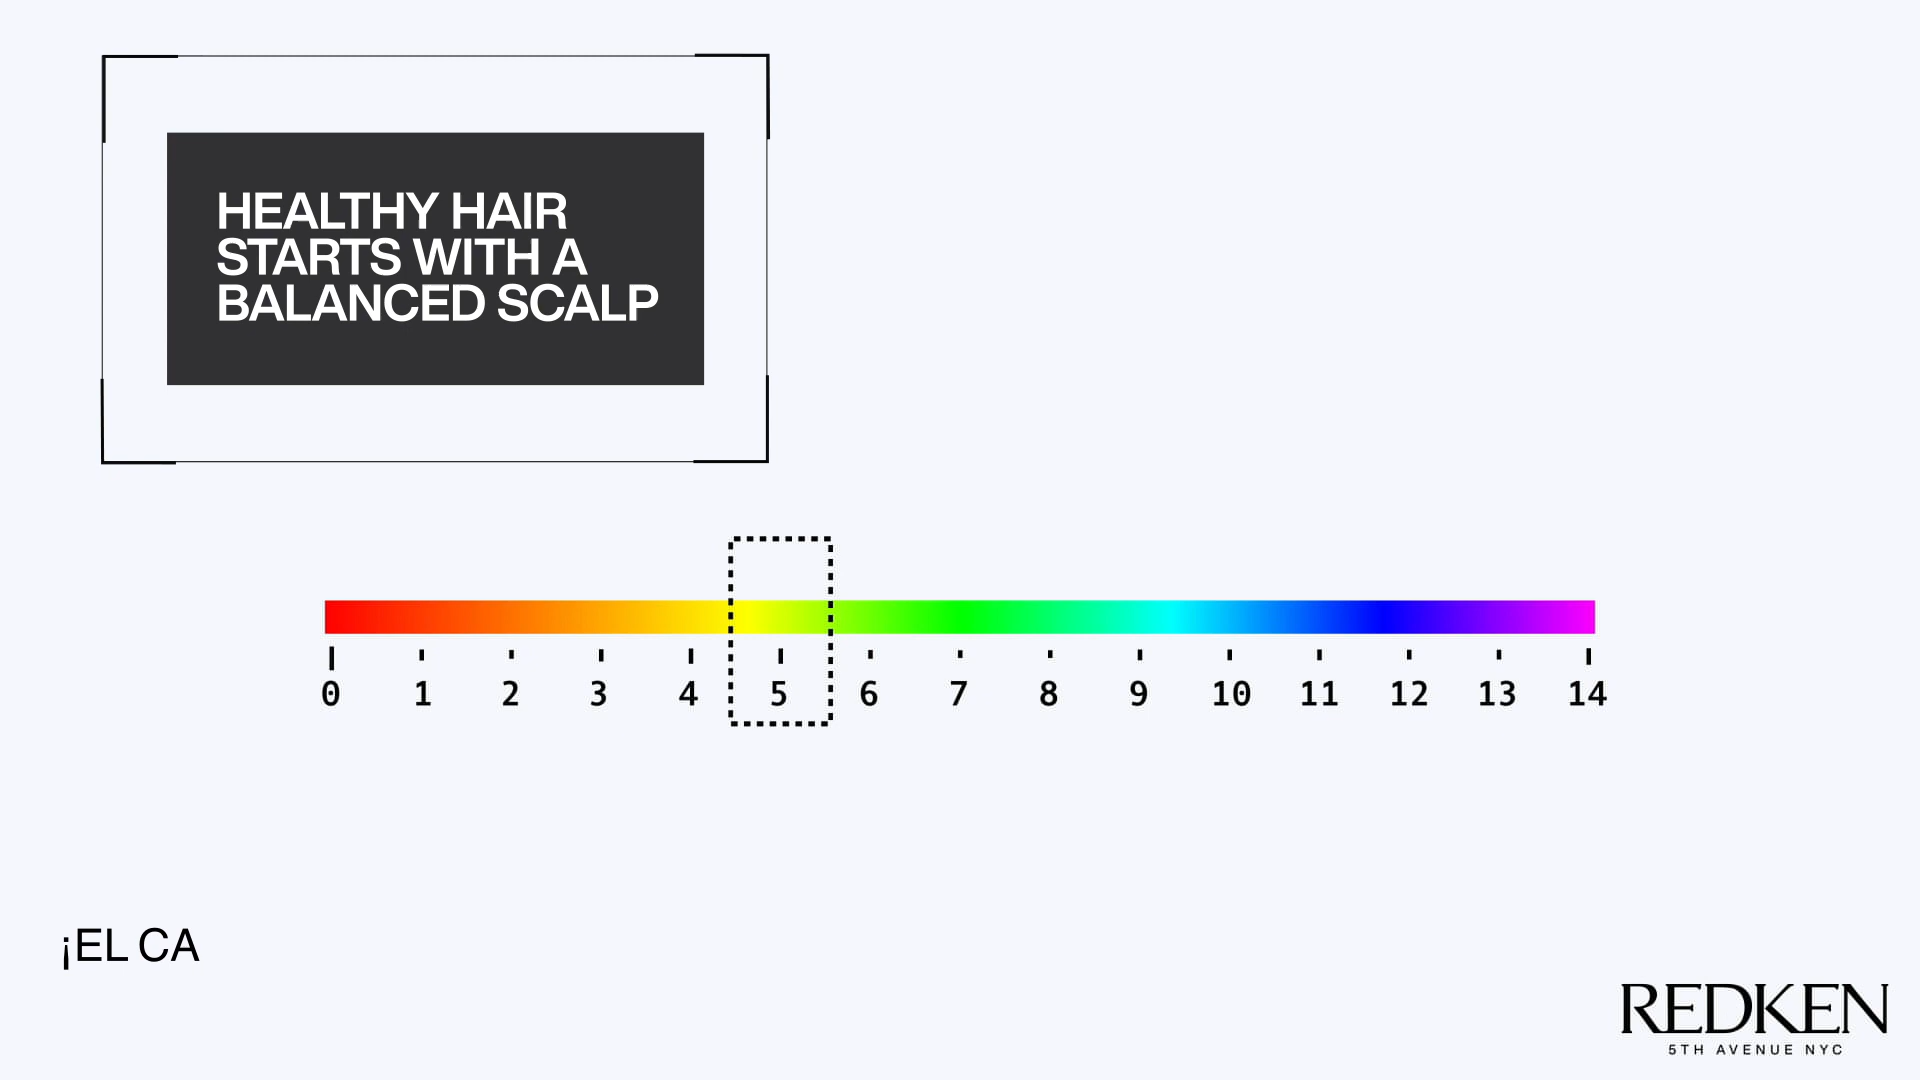 HEALTHY HAIR
STARTS WITH A
BALANCED SCALP
0 1 2 3 4 5 6 7 8 9 10 11 12 13 14
¡EL CA
REDKEN
5TH AVENUE NYC